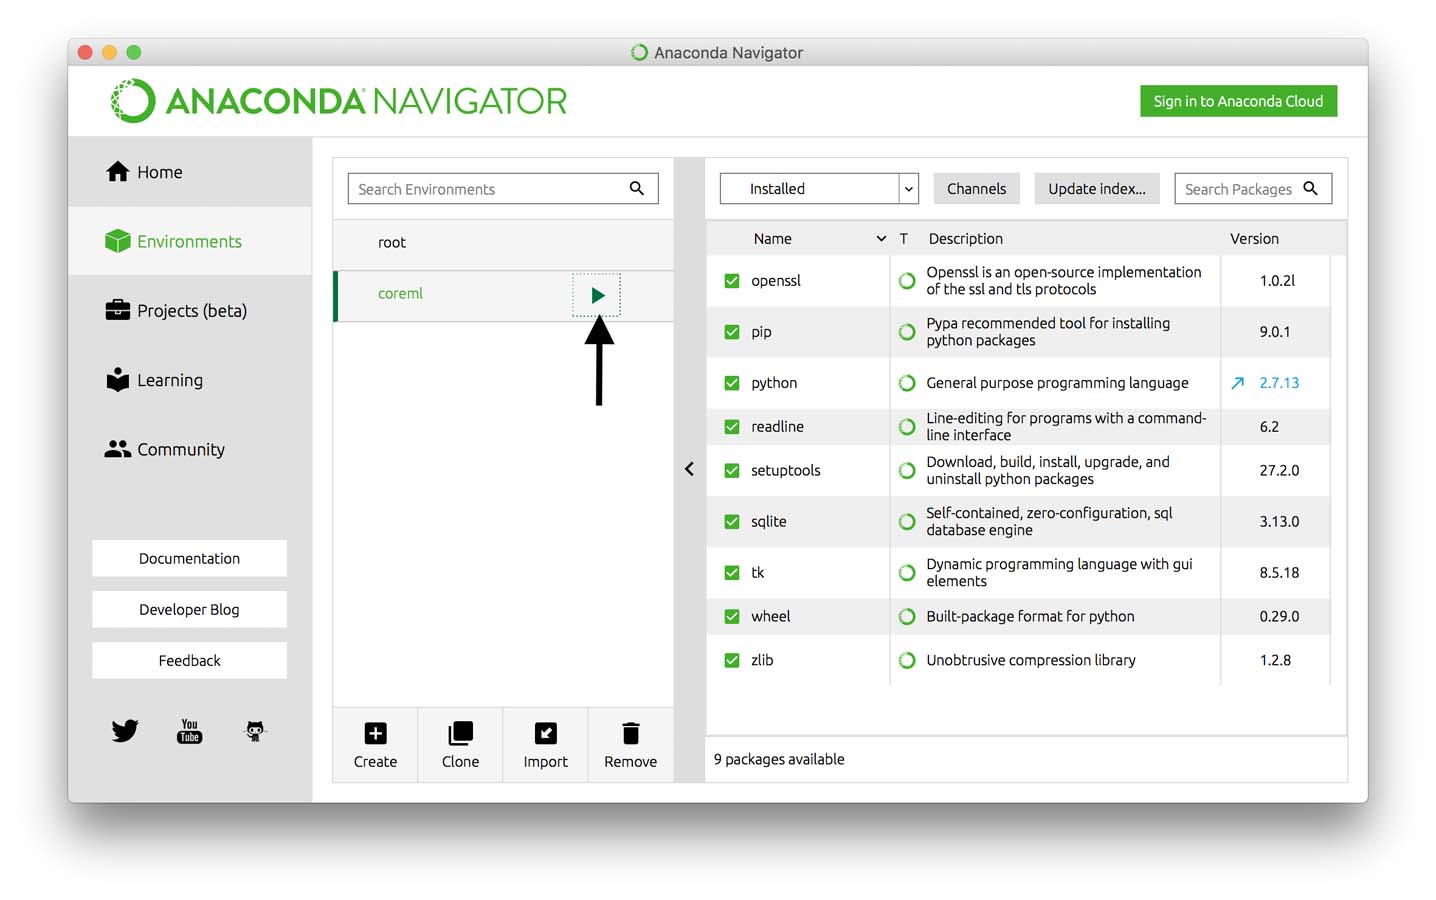 Anaconda Navigator
ANACONDA NAVIGATOR
Sign in to Anaconda Cloud
Home
Environments
Projects (beta)
Learning
Community
Documentation
Developer Blog
Feedback
You
Tube
Search Environments
root
coreml
Create
Clone
Import
Remove
Installed
Channels
Update index...
Search Packages
Name T Description Version
openssl Openssl is an open-source implementation
of the ssl and tls protocols 1.0.2l
pip Pypa recommended tool for installing
python packages 9.0.1
python General purpose programming language 2.7.13
readline Line-editing for programs with a command-
line interface 6.2
setuptools Download, build, install, upgrade, and
uninstall python packages 27.2.0
sqlite Self-contained, zero-configuration, sql
database engine 3.13.0
tk Dynamic programming language with gui
elements 8.5.18
wheel Built-package format for python 0.29.0
zlib Unobtrusive compression library 1.2.8
9 packages available